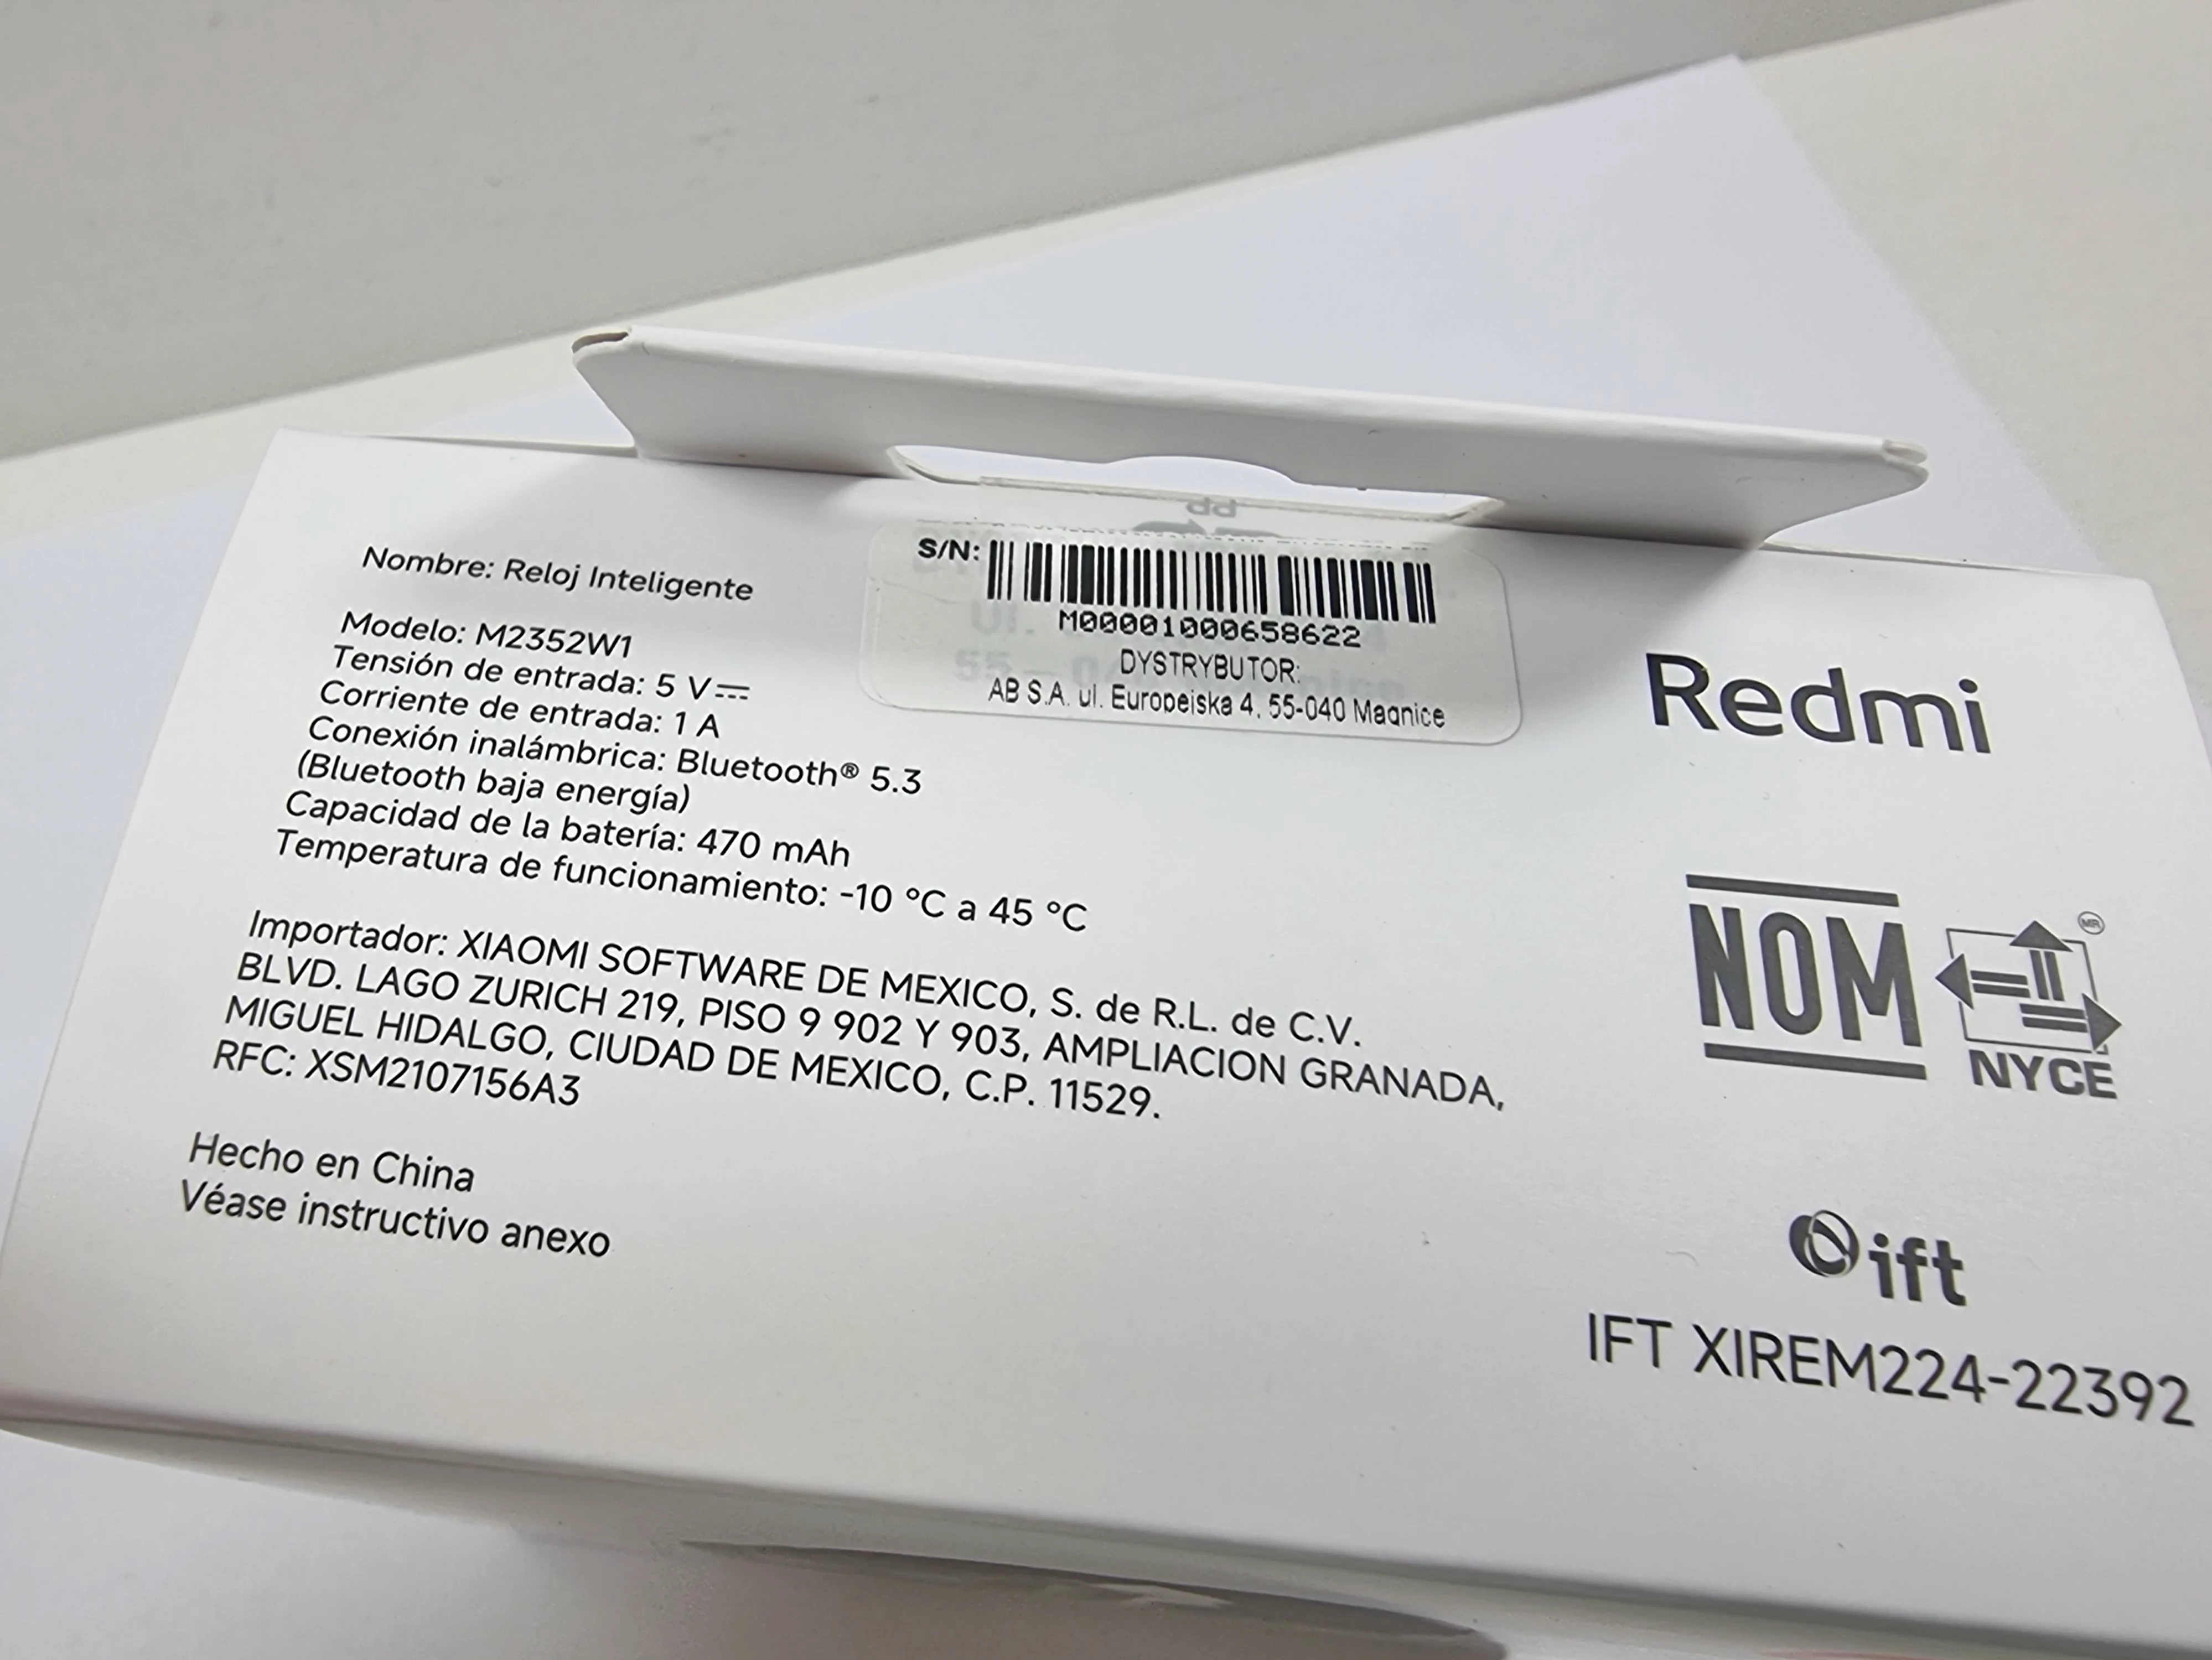 Nombre: Reloj Inteligente
Modelo: M2352W1
Tensión de entrada: 5 V⎓
Corriente de entrada: 1 A
Conexión inalámbrica: Bluetooth® 5.3
(Bluetooth baja energía)
Capacidad de la batería: 470 mAh
Temperatura de funcionamiento: -10 °C a 45 °C
Importador: XIAOMI SOFTWARE DE MEXICO, S. de R.L. de C.V.
BLVD. LAGO ZURICH 219, PISO 9 902 Y 903, AMPLIACION GRANADA,
MIGUEL HIDALGO, CIUDAD DE MEXICO, C.P. 11529.
RFC: XSM2107156A3
Hecho en China
Véase instructivo anexo
S/N:
M000001000658622
DYSTRYBUTOR:
AB S.A. ul. Europejska 4, 55-040 Magnice
Redmi
NOM
MR
NYCE
ift
IFT XIREM224-22392